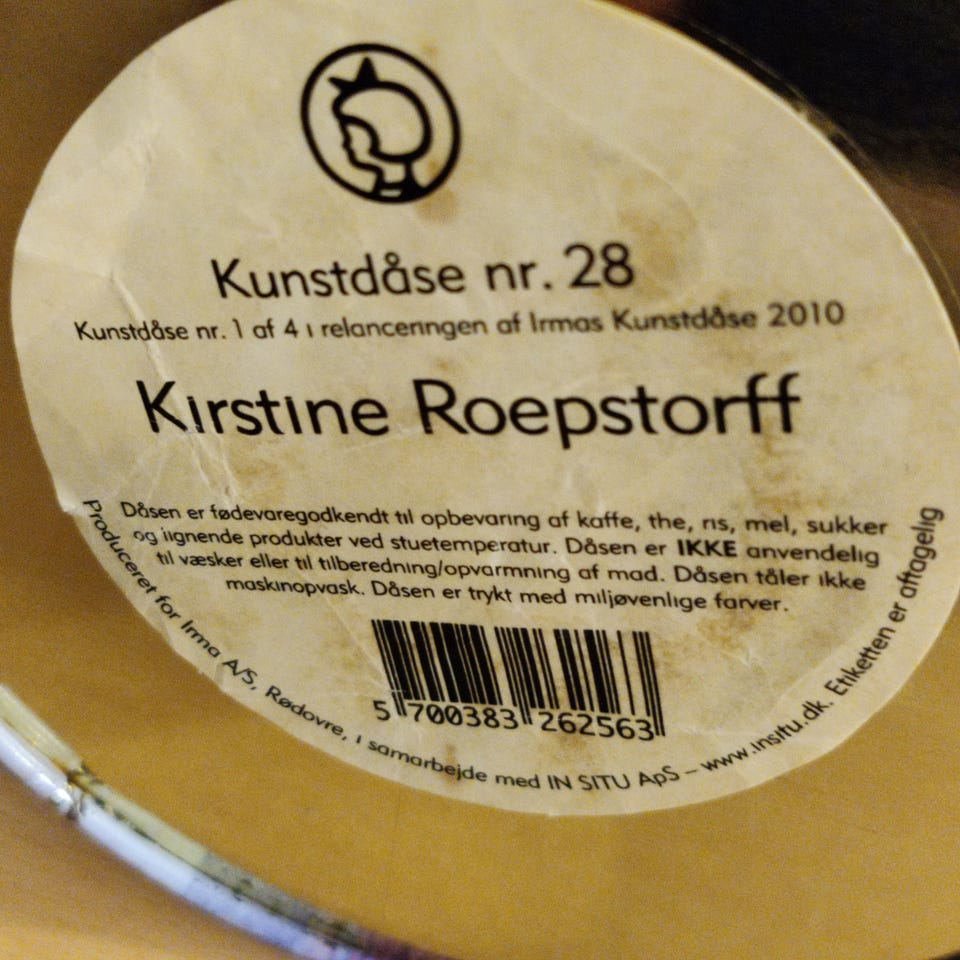 Kunstdåse nr. 28
Kunstdåse nr. 1 af 4 i relanceringen af Irmas Kunstdåse 2010
Kirstine Roepstorff
Dåsen er fødevaregodkendt til opbevaring af kaffe, the, ris, mel, sukker
og lignende produkter ved stuetemperatur. Dåsen er IKKE anvendelig
til væsker eller til tilberedning/opvarmning af mad. Dåsen tåler ikke
maskinopvask. Dåsen er trykt med miljøvenlige farver.
5 700383 262563
Produceret for Irma A/S, Rødovre, i samarbejde med IN SITU ApS – www.insitu.dk. Etiketten er aftagelig